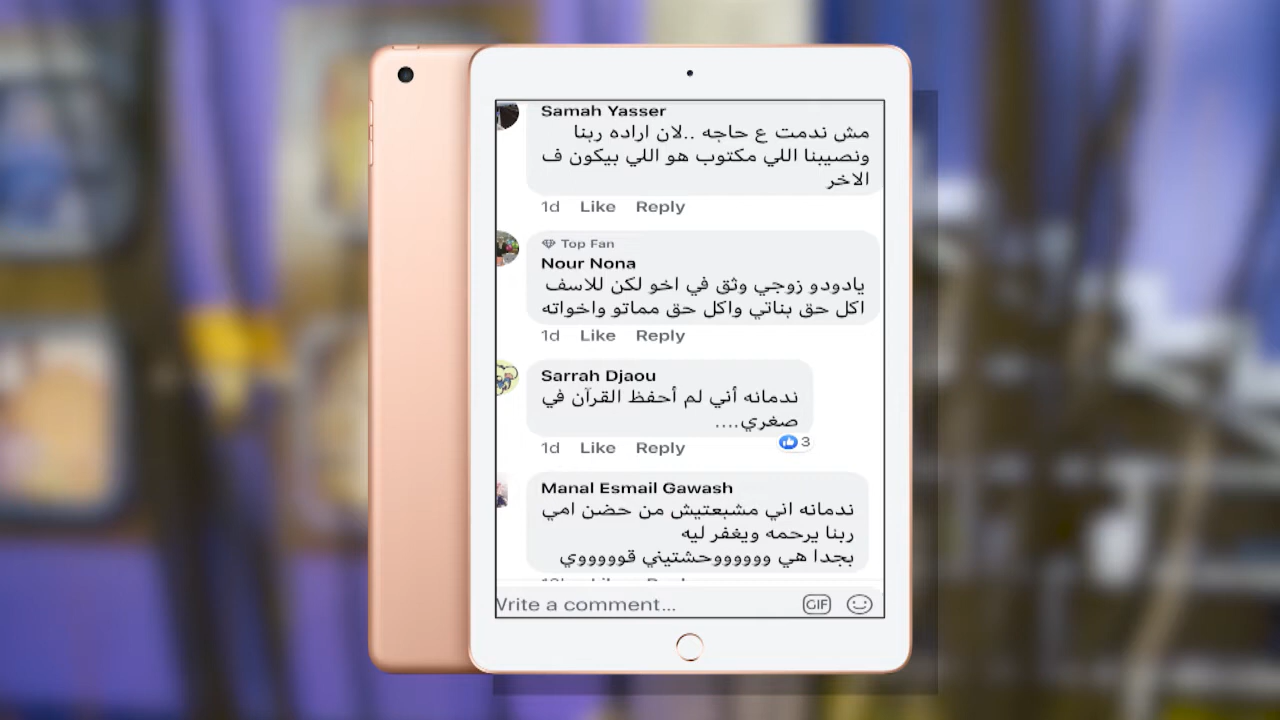 Samah Yasser
مش ندمت ع حاجه ..لان اراده ربنا
ونصيبنا اللي مكتوب هو اللي بيكون ف
الاخر
1d Like Reply
Top Fan
Nour Nona
يادودو زوجي وثق في اخو لكن للاسف
اكل حق بناتي واكل حق مماتو واخواته
1d Like Reply
Sarrah Djaou
ندمانه أني لم أحفظ القرآن في
صغري....
3
1d Like Reply
Manal Esmail Gawash
ندمانه اني مشبعتيش من حضن امي
ربنا يرحمه ويغفر ليه
بجدا هي وووووووحشتيني قوووووي
Write a comment...
GIF